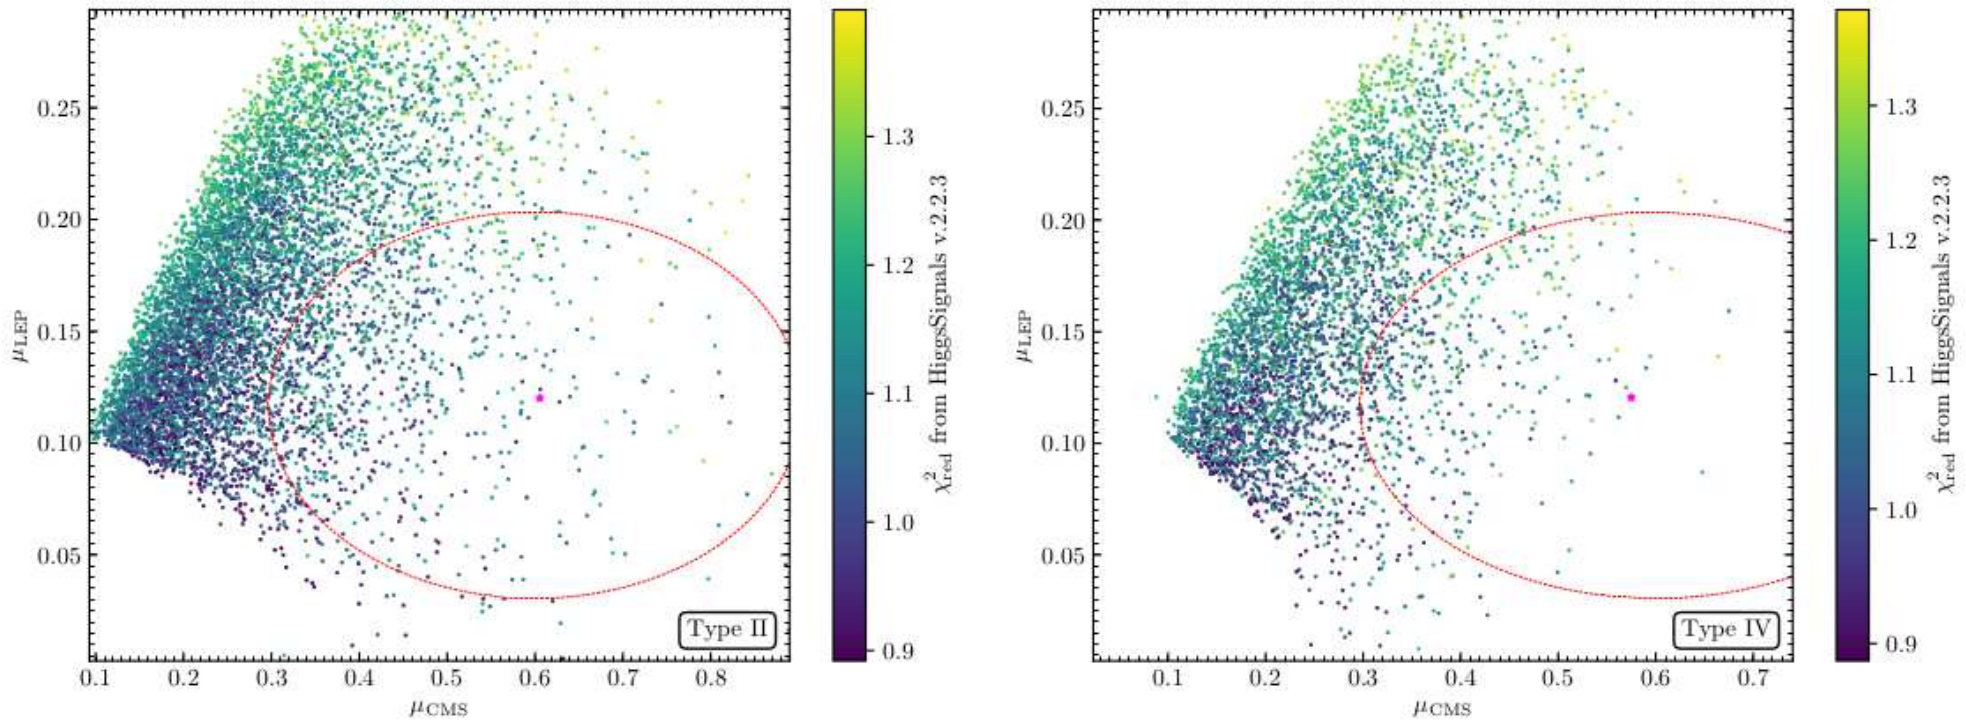 0.25
0.20
0.15
0.10
0.05
μLEP
0.1 0.2 0.3 0.4 0.5 0.6 0.7 0.8
μCMS
Type II
1.3
1.2
1.1
1.0
0.9
χ²red from HiggsSignals v.2.2.3
0.25
0.20
0.15
0.10
0.05
μLEP
0.1 0.2 0.3 0.4 0.5 0.6 0.7
μCMS
Type IV
1.3
1.2
1.1
1.0
0.9
χ²red from HiggsSignals v.2.2.3